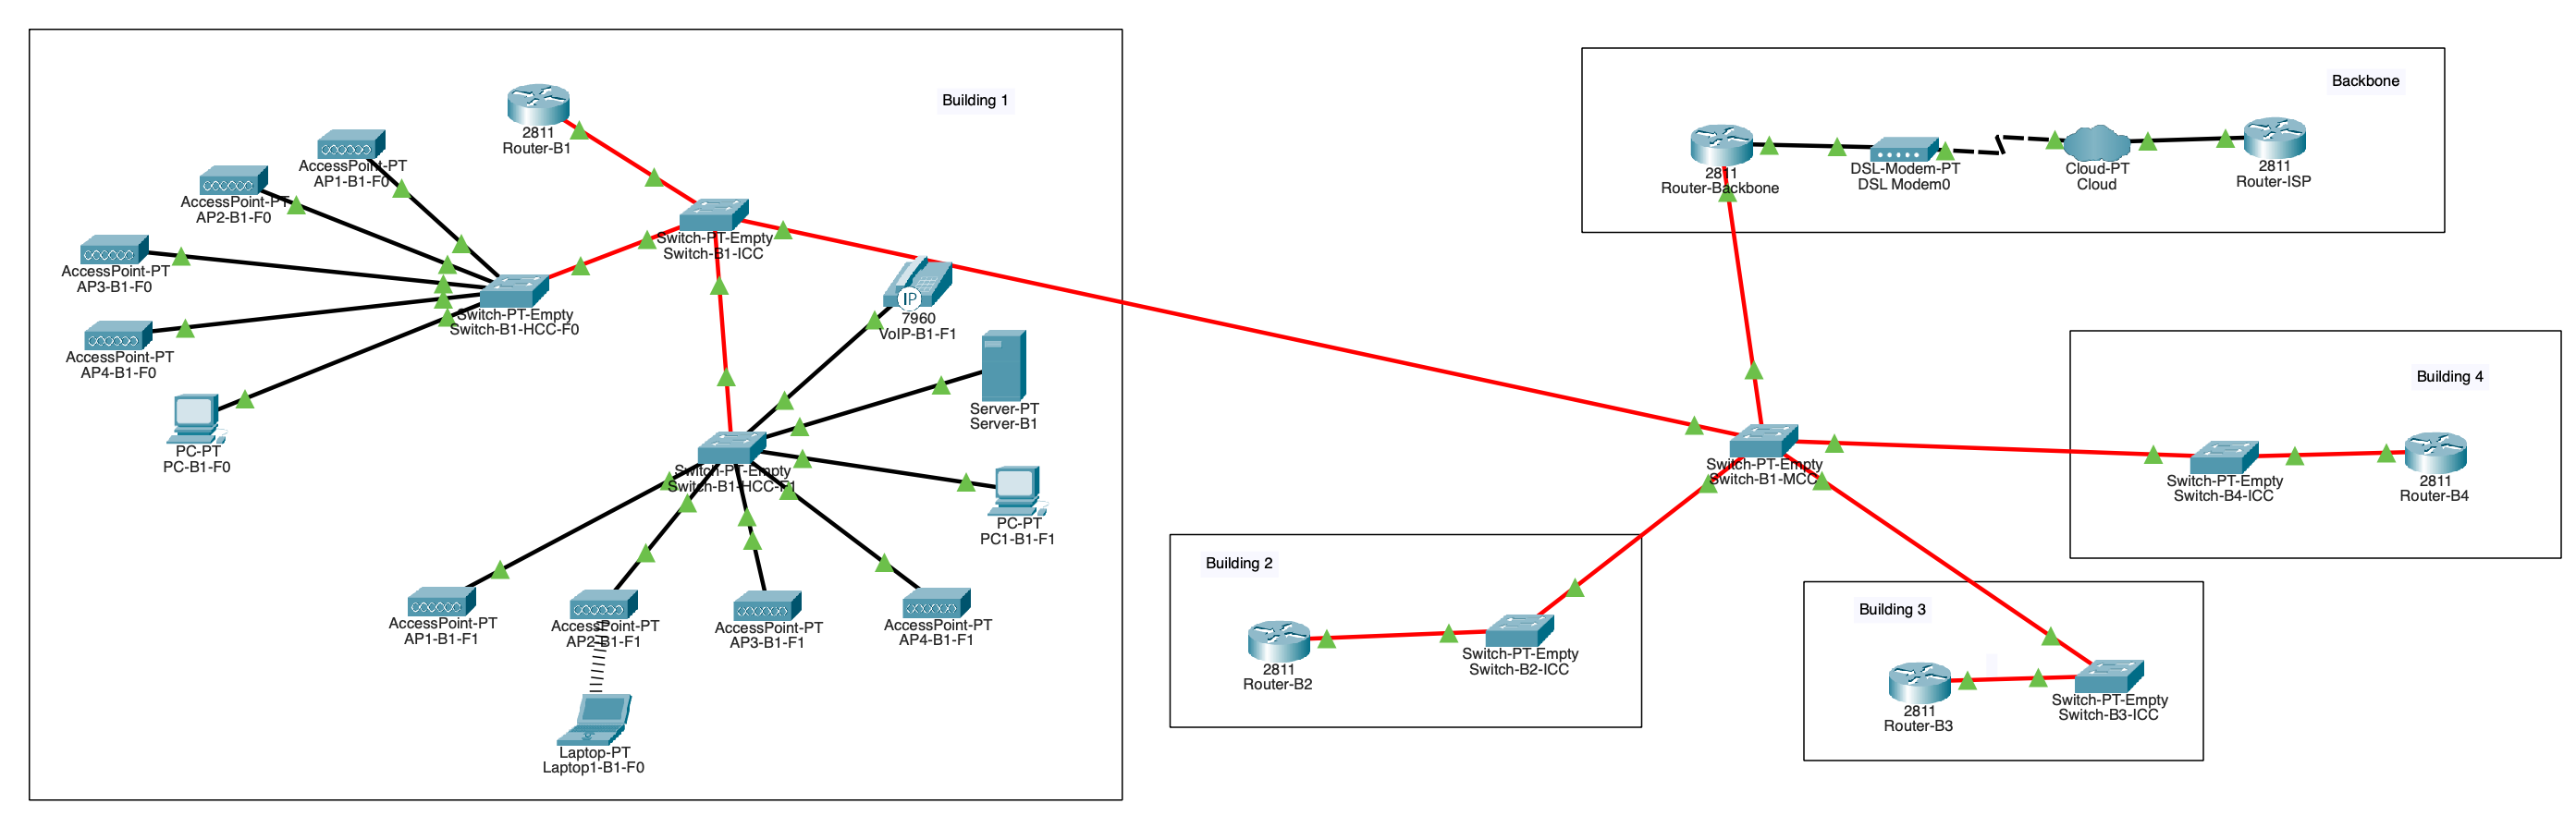 Building 1
2811
Router-B1
AccessPoint-PT
AP1-B1-F0
AccessPoint-PT
AP2-B1-F0
AccessPoint-PT
AP3-B1-F0
AccessPoint-PT
AP4-B1-F0
PC-PT
PC-B1-F0
Switch-PT-Empty
Switch-B1-HCC-F0
Switch-PT-Empty
Switch-B1-ICC
IP
7960
VoIP-B1-F1
Server-PT
Server-B1
Switch-PT-Empty
Switch-B1-HCC-F1
PC-PT
PC1-B1-F1
AccessPoint-PT
AP1-B1-F1
AccessPoint-PT
AP2-B1-F1
AccessPoint-PT
AP3-B1-F1
AccessPoint-PT
AP4-B1-F1
Laptop-PT
Laptop1-B1-F0
Backbone
2811
Router-Backbone
DSL-Modem-PT
DSL Modem0
Cloud-PT
Cloud
2811
Router-ISP
Switch-PT-Empty
Switch-B1-MCC
Building 4
Switch-PT-Empty
Switch-B4-ICC
2811
Router-B4
Building 2
2811
Router-B2
Switch-PT-Empty
Switch-B2-ICC
Building 3
2811
Router-B3
Switch-PT-Empty
Switch-B3-ICC